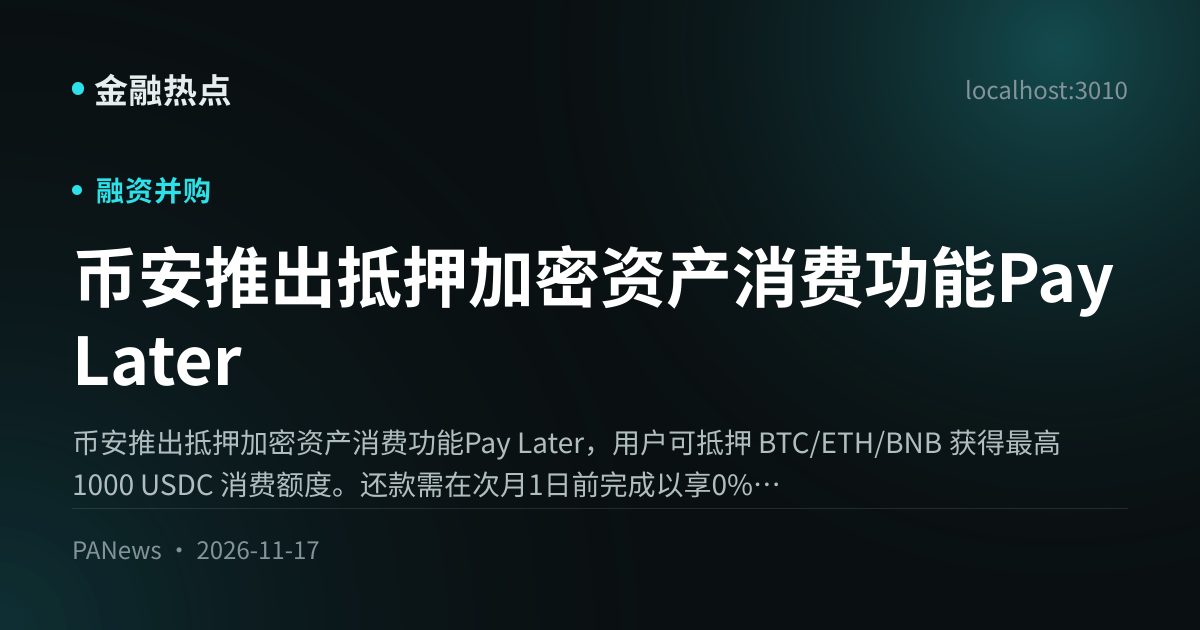 金融热点
localhost:3010
融资并购
币安推出抵押加密资产消费功能Pay
Later
币安推出抵押加密资产消费功能Pay Later，用户可抵押 BTC/ETH/BNB 获得最高
1000 USDC 消费额度。还款需在次月1日前完成以享0%…
PANews • 2026-11-17